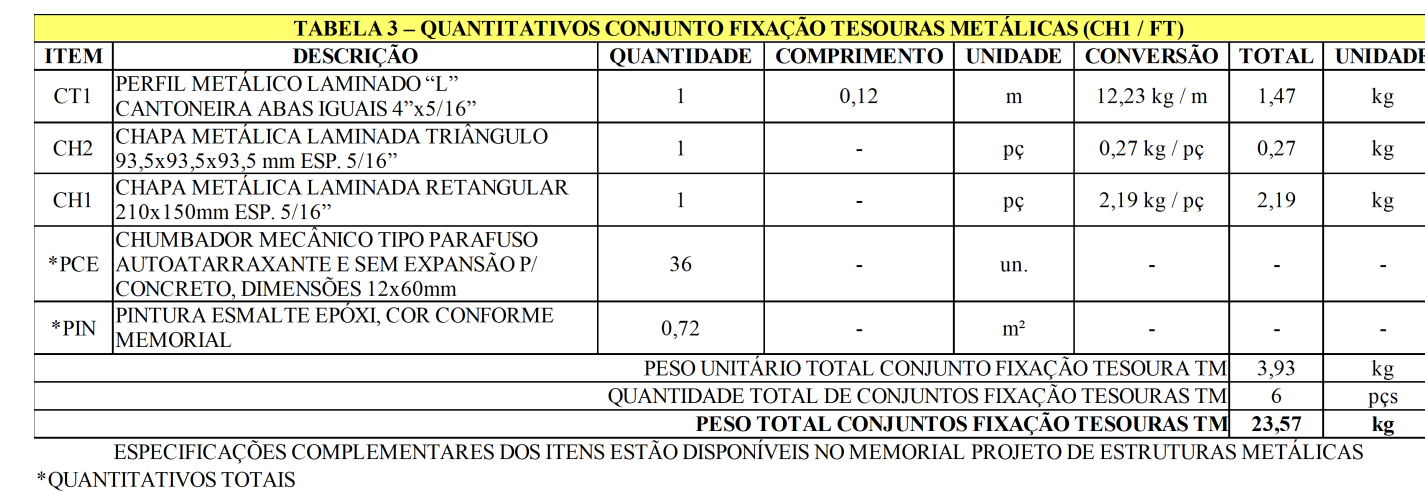 TABELA 3 – QUANTITATIVOS CONJUNTO FIXAÇÃO TESOURAS METÁLICAS (CH1 / FT)
ITEM DESCRIÇÃO QUANTIDADE COMPRIMENTO UNIDADE CONVERSÃO TOTAL UNIDADE
CT1 PERFIL METÁLICO LAMINADO “L”
CANTONEIRA ABAS IGUAIS 4”x5/16” 1 0,12 m 12,23 kg / m 1,47 kg
CH2 CHAPA METÁLICA LAMINADA TRIÂNGULO
93,5x93,5x93,5 mm ESP. 5/16” 1 - pç 0,27 kg / pç 0,27 kg
CH1 CHAPA METÁLICA LAMINADA RETANGULAR
210x150mm ESP. 5/16” 1 - pç 2,19 kg / pç 2,19 kg
*PCE CHUMBADOR MECÂNICO TIPO PARAFUSO
AUTOATARRAXANTE E SEM EXPANSÃO P/
CONCRETO, DIMENSÕES 12x60mm 36 - un. - - -
*PIN PINTURA ESMALTE EPÓXI, COR CONFORME
MEMORIAL 0,72 - m² - - -
PESO UNITÁRIO TOTAL CONJUNTO FIXAÇÃO TESOURA TM 3,93 kg
QUANTIDADE TOTAL DE CONJUNTOS FIXAÇÃO TESOURAS TM 6 pçs
PESO TOTAL CONJUNTOS FIXAÇÃO TESOURAS TM 23,57 kg
ESPECIFICAÇÕES COMPLEMENTARES DOS ITENS ESTÃO DISPONÍVEIS NO MEMORIAL PROJETO DE ESTRUTURAS METÁLICAS
*QUANTITATIVOS TOTAIS